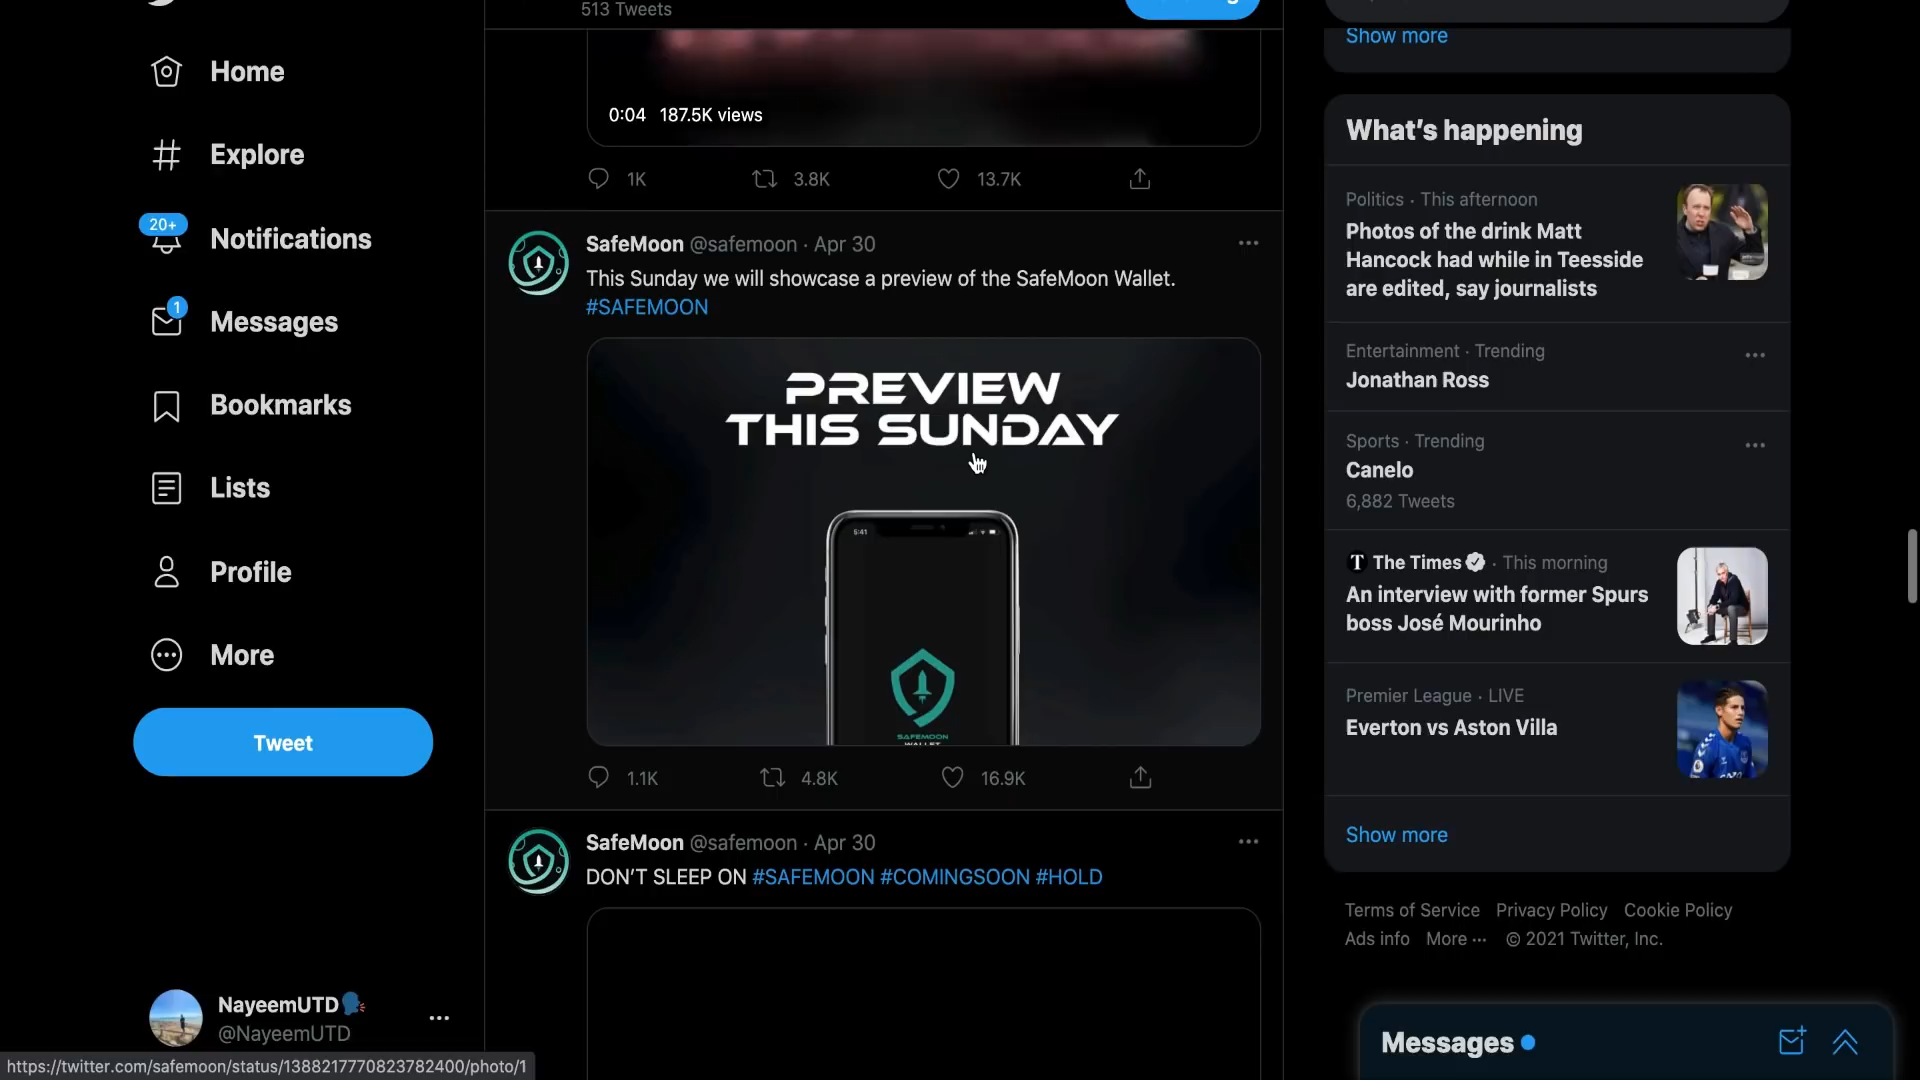 Home
Explore
20+
Notifications
1
Messages
Bookmarks
Lists
Profile
More
Tweet
NayeemUTD
@NayeemUTD
https://twitter.com/safemoon/status/1388217770823782400/photo/1
513 Tweets
0:04 187.5K views
1K 3.8K 13.7K
SafeMoon @safemoon · Apr 30
This Sunday we will showcase a preview of the SafeMoon Wallet.
#SAFEMOON
PREVIEW
THIS SUNDAY
5:41
SAFEMOON
WALLET
1.1K 4.8K 16.9K
SafeMoon @safemoon · Apr 30
DON'T SLEEP ON #SAFEMOON #COMINGSOON #HOLD
Show more
What's happening
Politics · This afternoon
Photos of the drink Matt
Hancock had while in Teesside
are edited, say journalists
Entertainment · Trending
Jonathan Ross
Sports · Trending
Canelo
6,882 Tweets
T The Times · This morning
An interview with former Spurs
boss José Mourinho
Premier League · LIVE
Everton vs Aston Villa
Show more
Terms of Service Privacy Policy Cookie Policy
Ads info More ··· © 2021 Twitter, Inc.
Messages